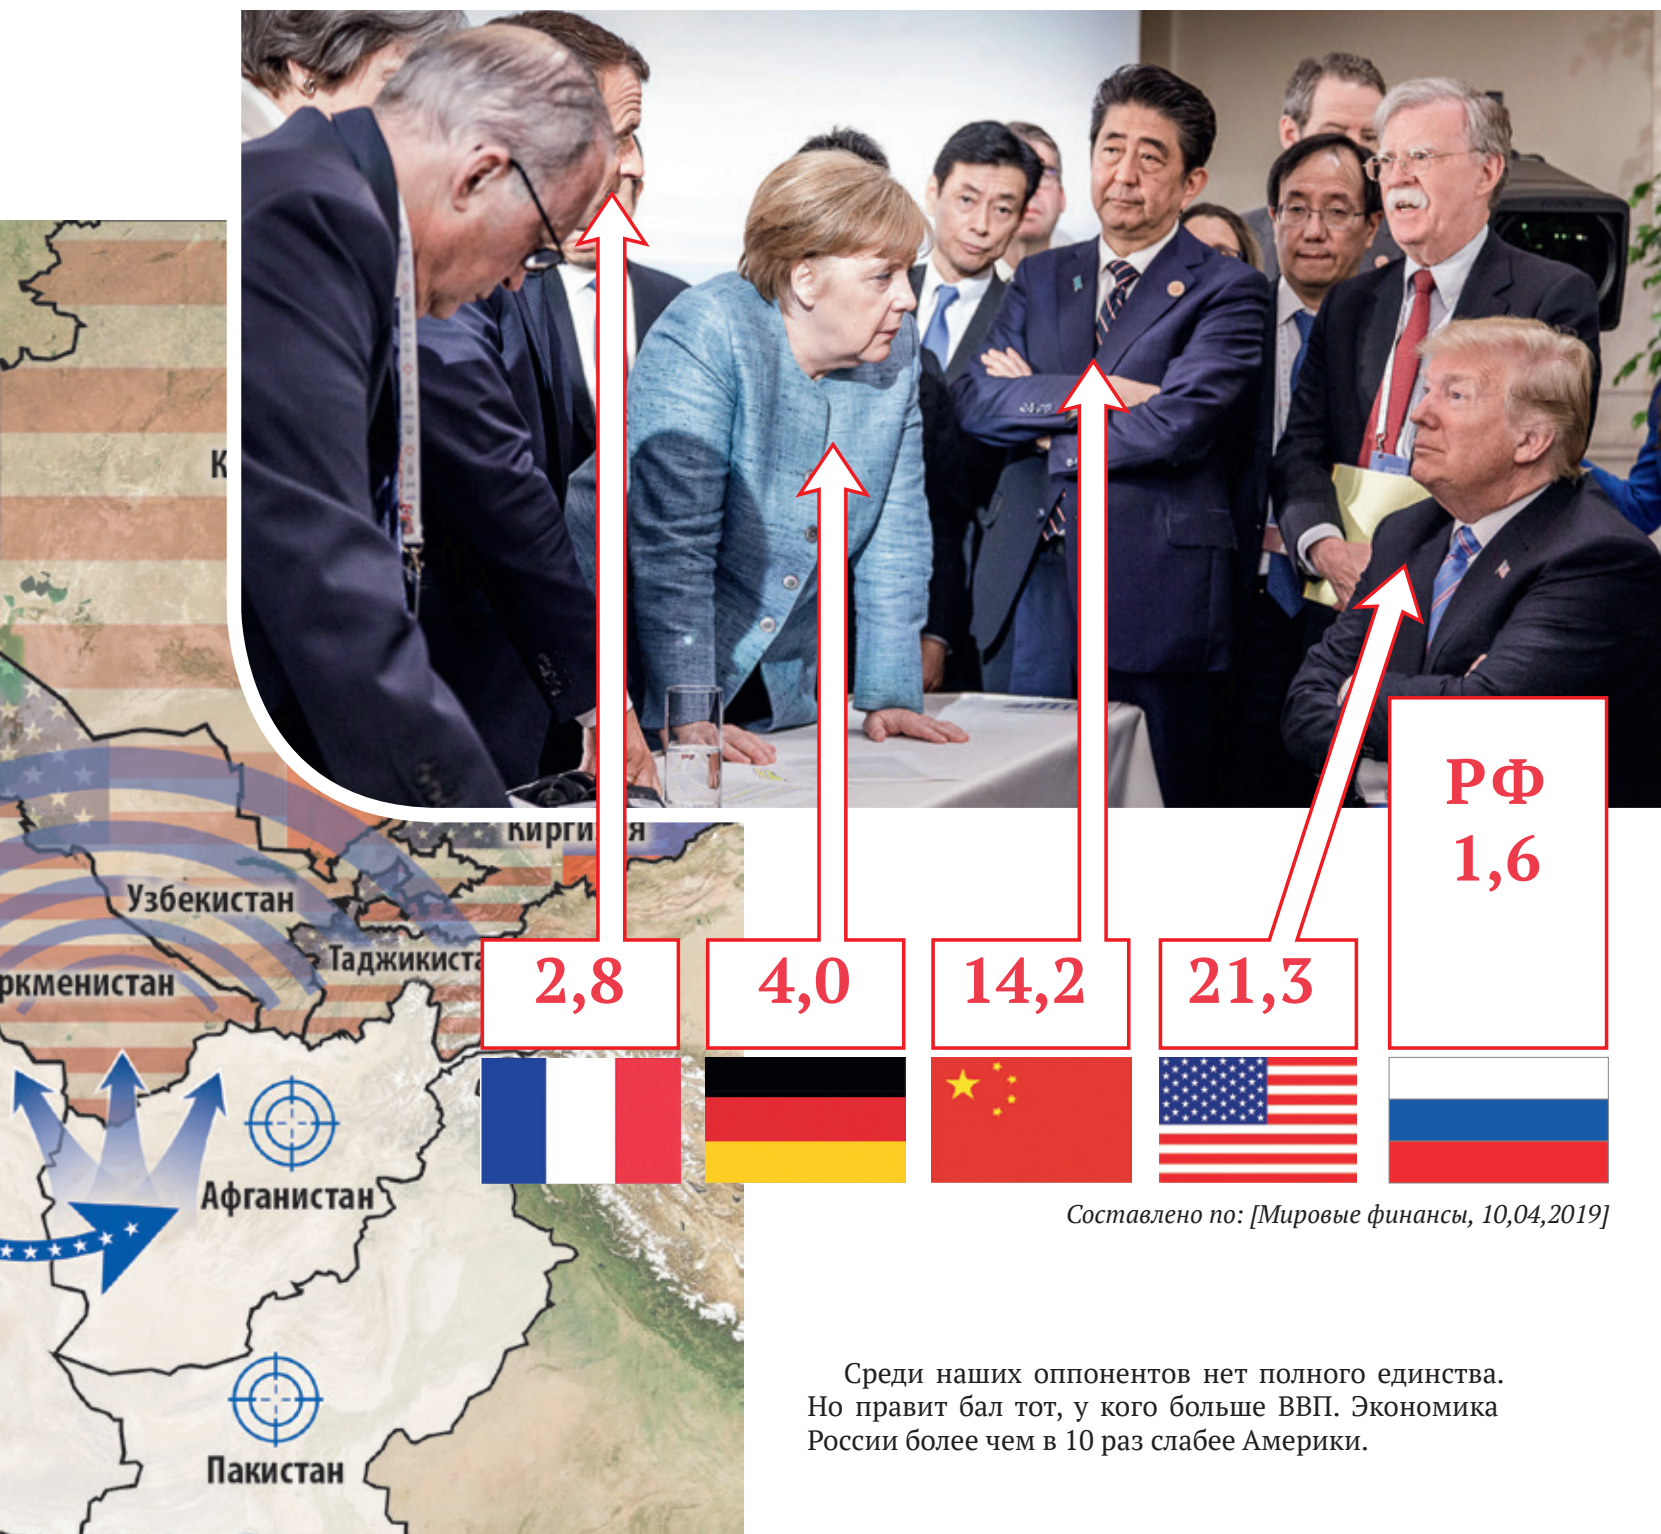 К
Киргизия
Узбекистан
Таджикиста
ркменистан
Афганистан
Пакистан
РФ
1,6
2,8
4,0
14,2
21,3
Составлено по: [Мировые финансы, 10,04,2019]
Среди наших оппонентов нет полного единства.
Но правит бал тот, у кого больше ВВП. Экономика
России более чем в 10 раз слабее Америки.